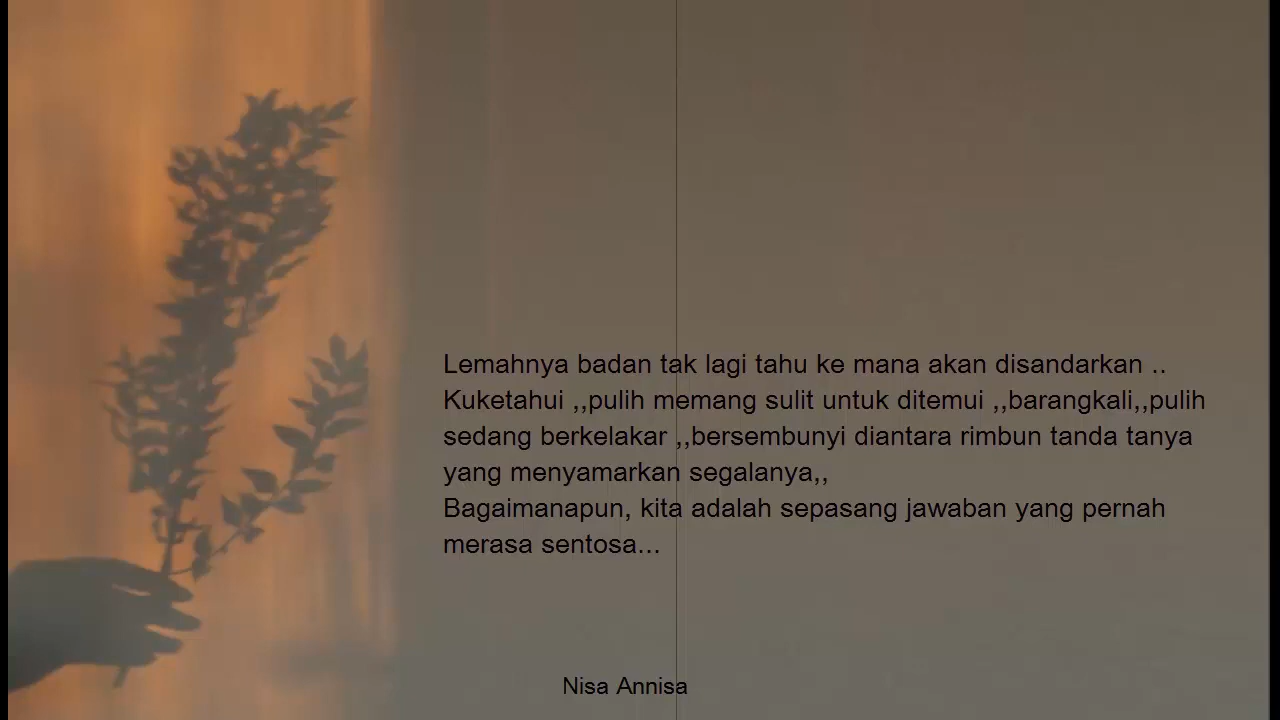 Lemahnya badan tak lagi tahu ke mana akan disandarkan ..
Kuketahui ,,pulih memang sulit untuk ditemui ,,barangkali,,pulih
sedang berkelakar ,,bersembunyi diantara rimbun tanda tanya
yang menyamarkan segalanya,,
Bagaimanapun, kita adalah sepasang jawaban yang pernah
merasa sentosa...
Nisa Annisa